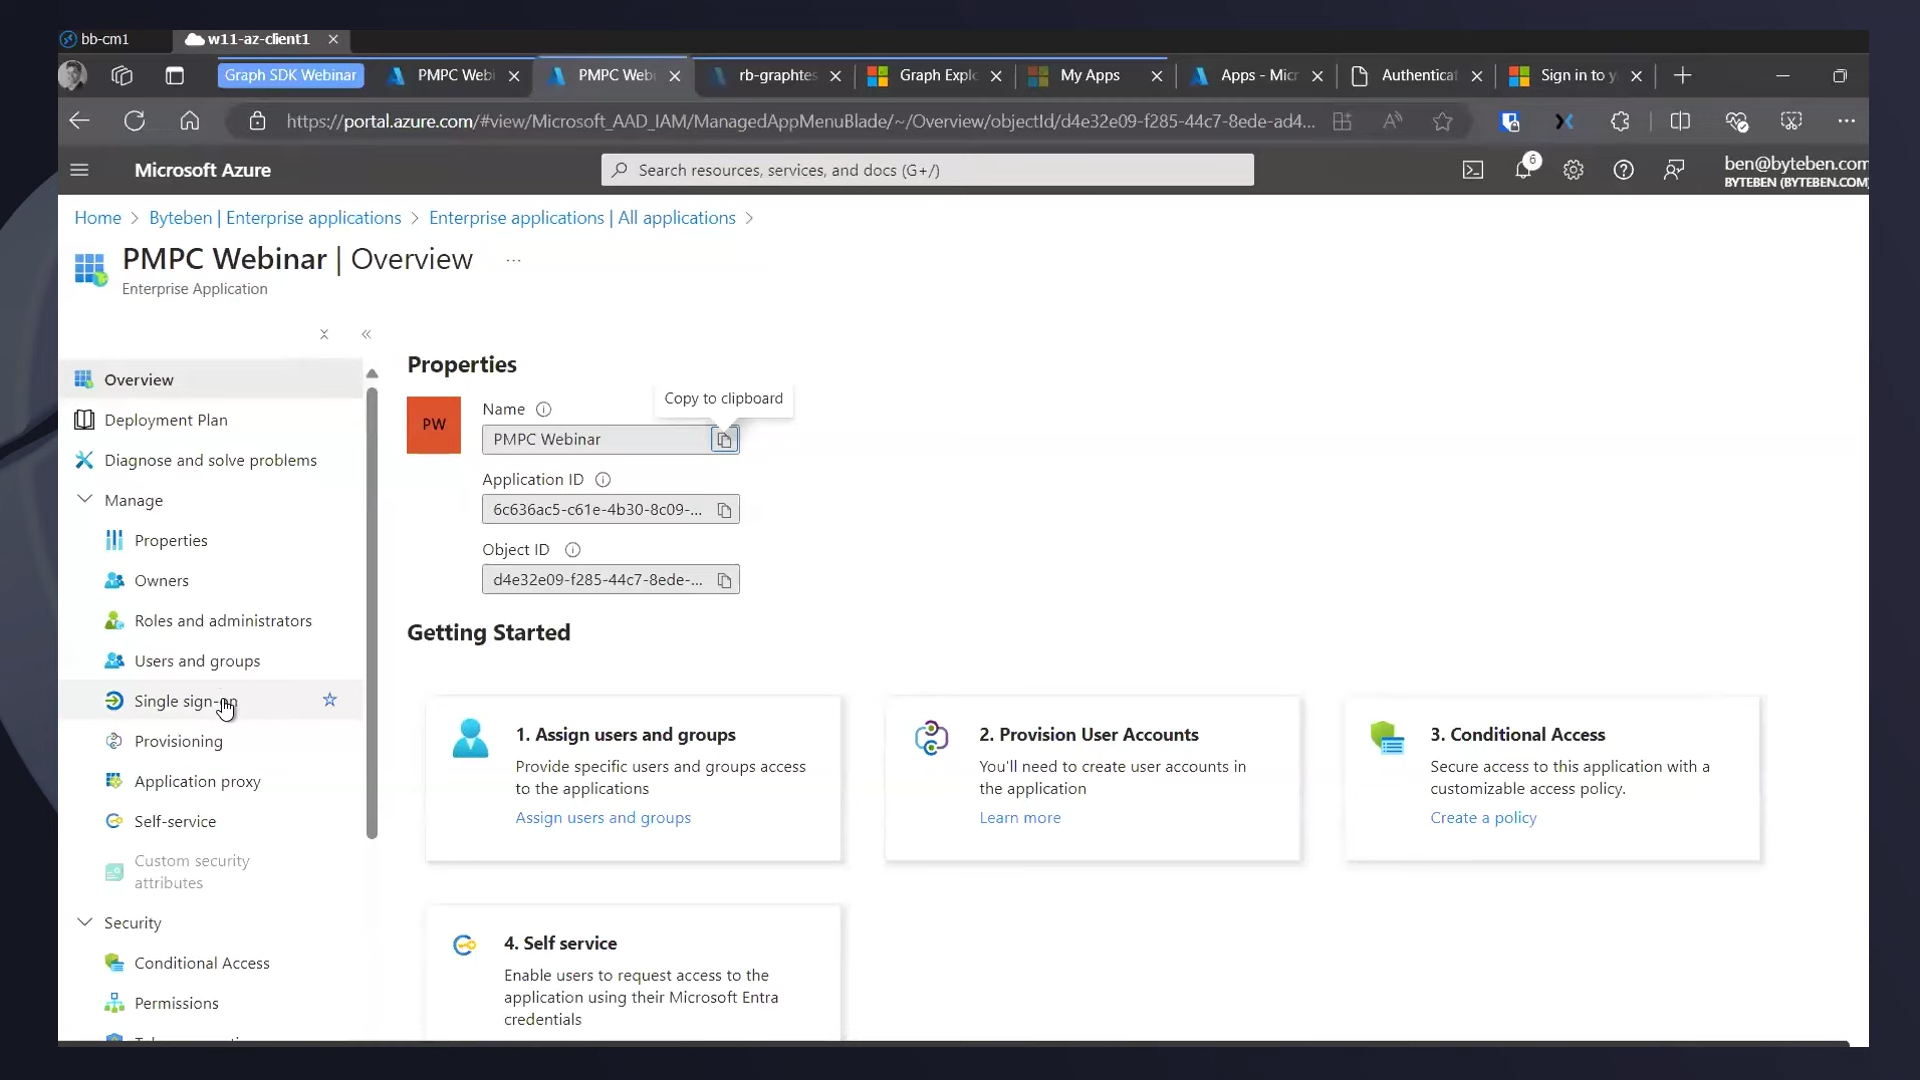 bb-cm1
w11-az-client1
Graph SDK Webinar
PMPC Web
PMPC Web
rb-graphtes
Graph Expl
My Apps
Apps - Micr
Authenticat
Sign in to y
https://portal.azure.com/#view/Microsoft_AAD_IAM/ManagedAppMenuBlade/~/Overview/objectId/d4e32e09-f285-44c7-8ede-ad4...
Microsoft Azure
Search resources, services, and docs (G+/)
6
ben@byteben.com
BYTEBEN (BYTEBEN.COM)
Home > Byteben | Enterprise applications > Enterprise applications | All applications >
PMPC Webinar | Overview ...
Enterprise Application
Overview
Deployment Plan
Diagnose and solve problems
Manage
Properties
Owners
Roles and administrators
Users and groups
Single sign-on
Provisioning
Application proxy
Self-service
Custom security
attributes
Security
Conditional Access
Permissions
Properties
Copy to clipboard
PW
Name
PMPC Webinar
Application ID
6c636ac5-c61e-4b30-8c09-...
Object ID
d4e32e09-f285-44c7-8ede-...
Getting Started
1. Assign users and groups
Provide specific users and groups access
to the applications
Assign users and groups
2. Provision User Accounts
You'll need to create user accounts in
the application
Learn more
3. Conditional Access
Secure access to this application with a
customizable access policy.
Create a policy
4. Self service
Enable users to request access to the
application using their Microsoft Entra
credentials